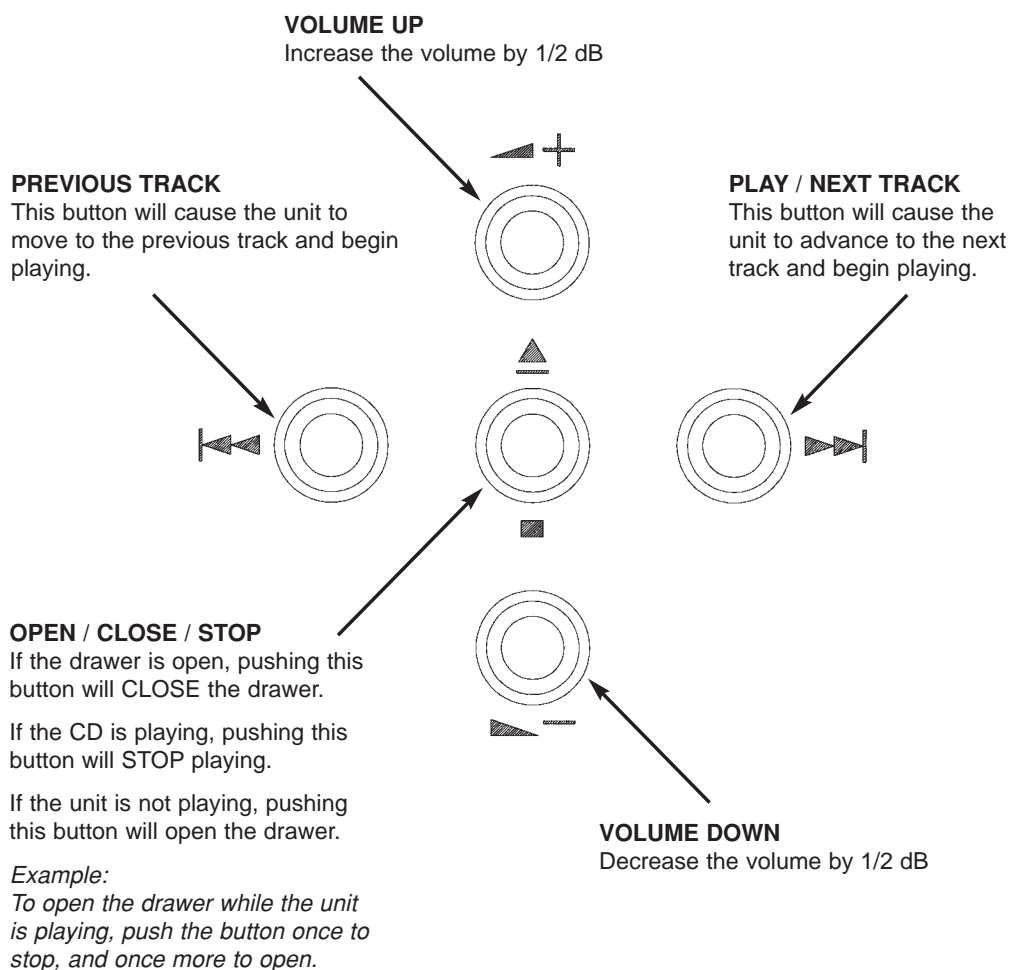 VOLUME UP
Increase the volume by 1/2 dB
PREVIOUS TRACK
This button will cause the unit to
move to the previous track and begin
playing.
PLAY / NEXT TRACK
This button will cause the
unit to advance to the next
track and begin playing.
OPEN / CLOSE / STOP
If the drawer is open, pushing this
button will CLOSE the drawer.
If the CD is playing, pushing this
button will STOP playing.
If the unit is not playing, pushing
this button will open the drawer.
Example:
To open the drawer while the unit
is playing, push the button once to
stop, and once more to open.
VOLUME DOWN
Decrease the volume by 1/2 dB